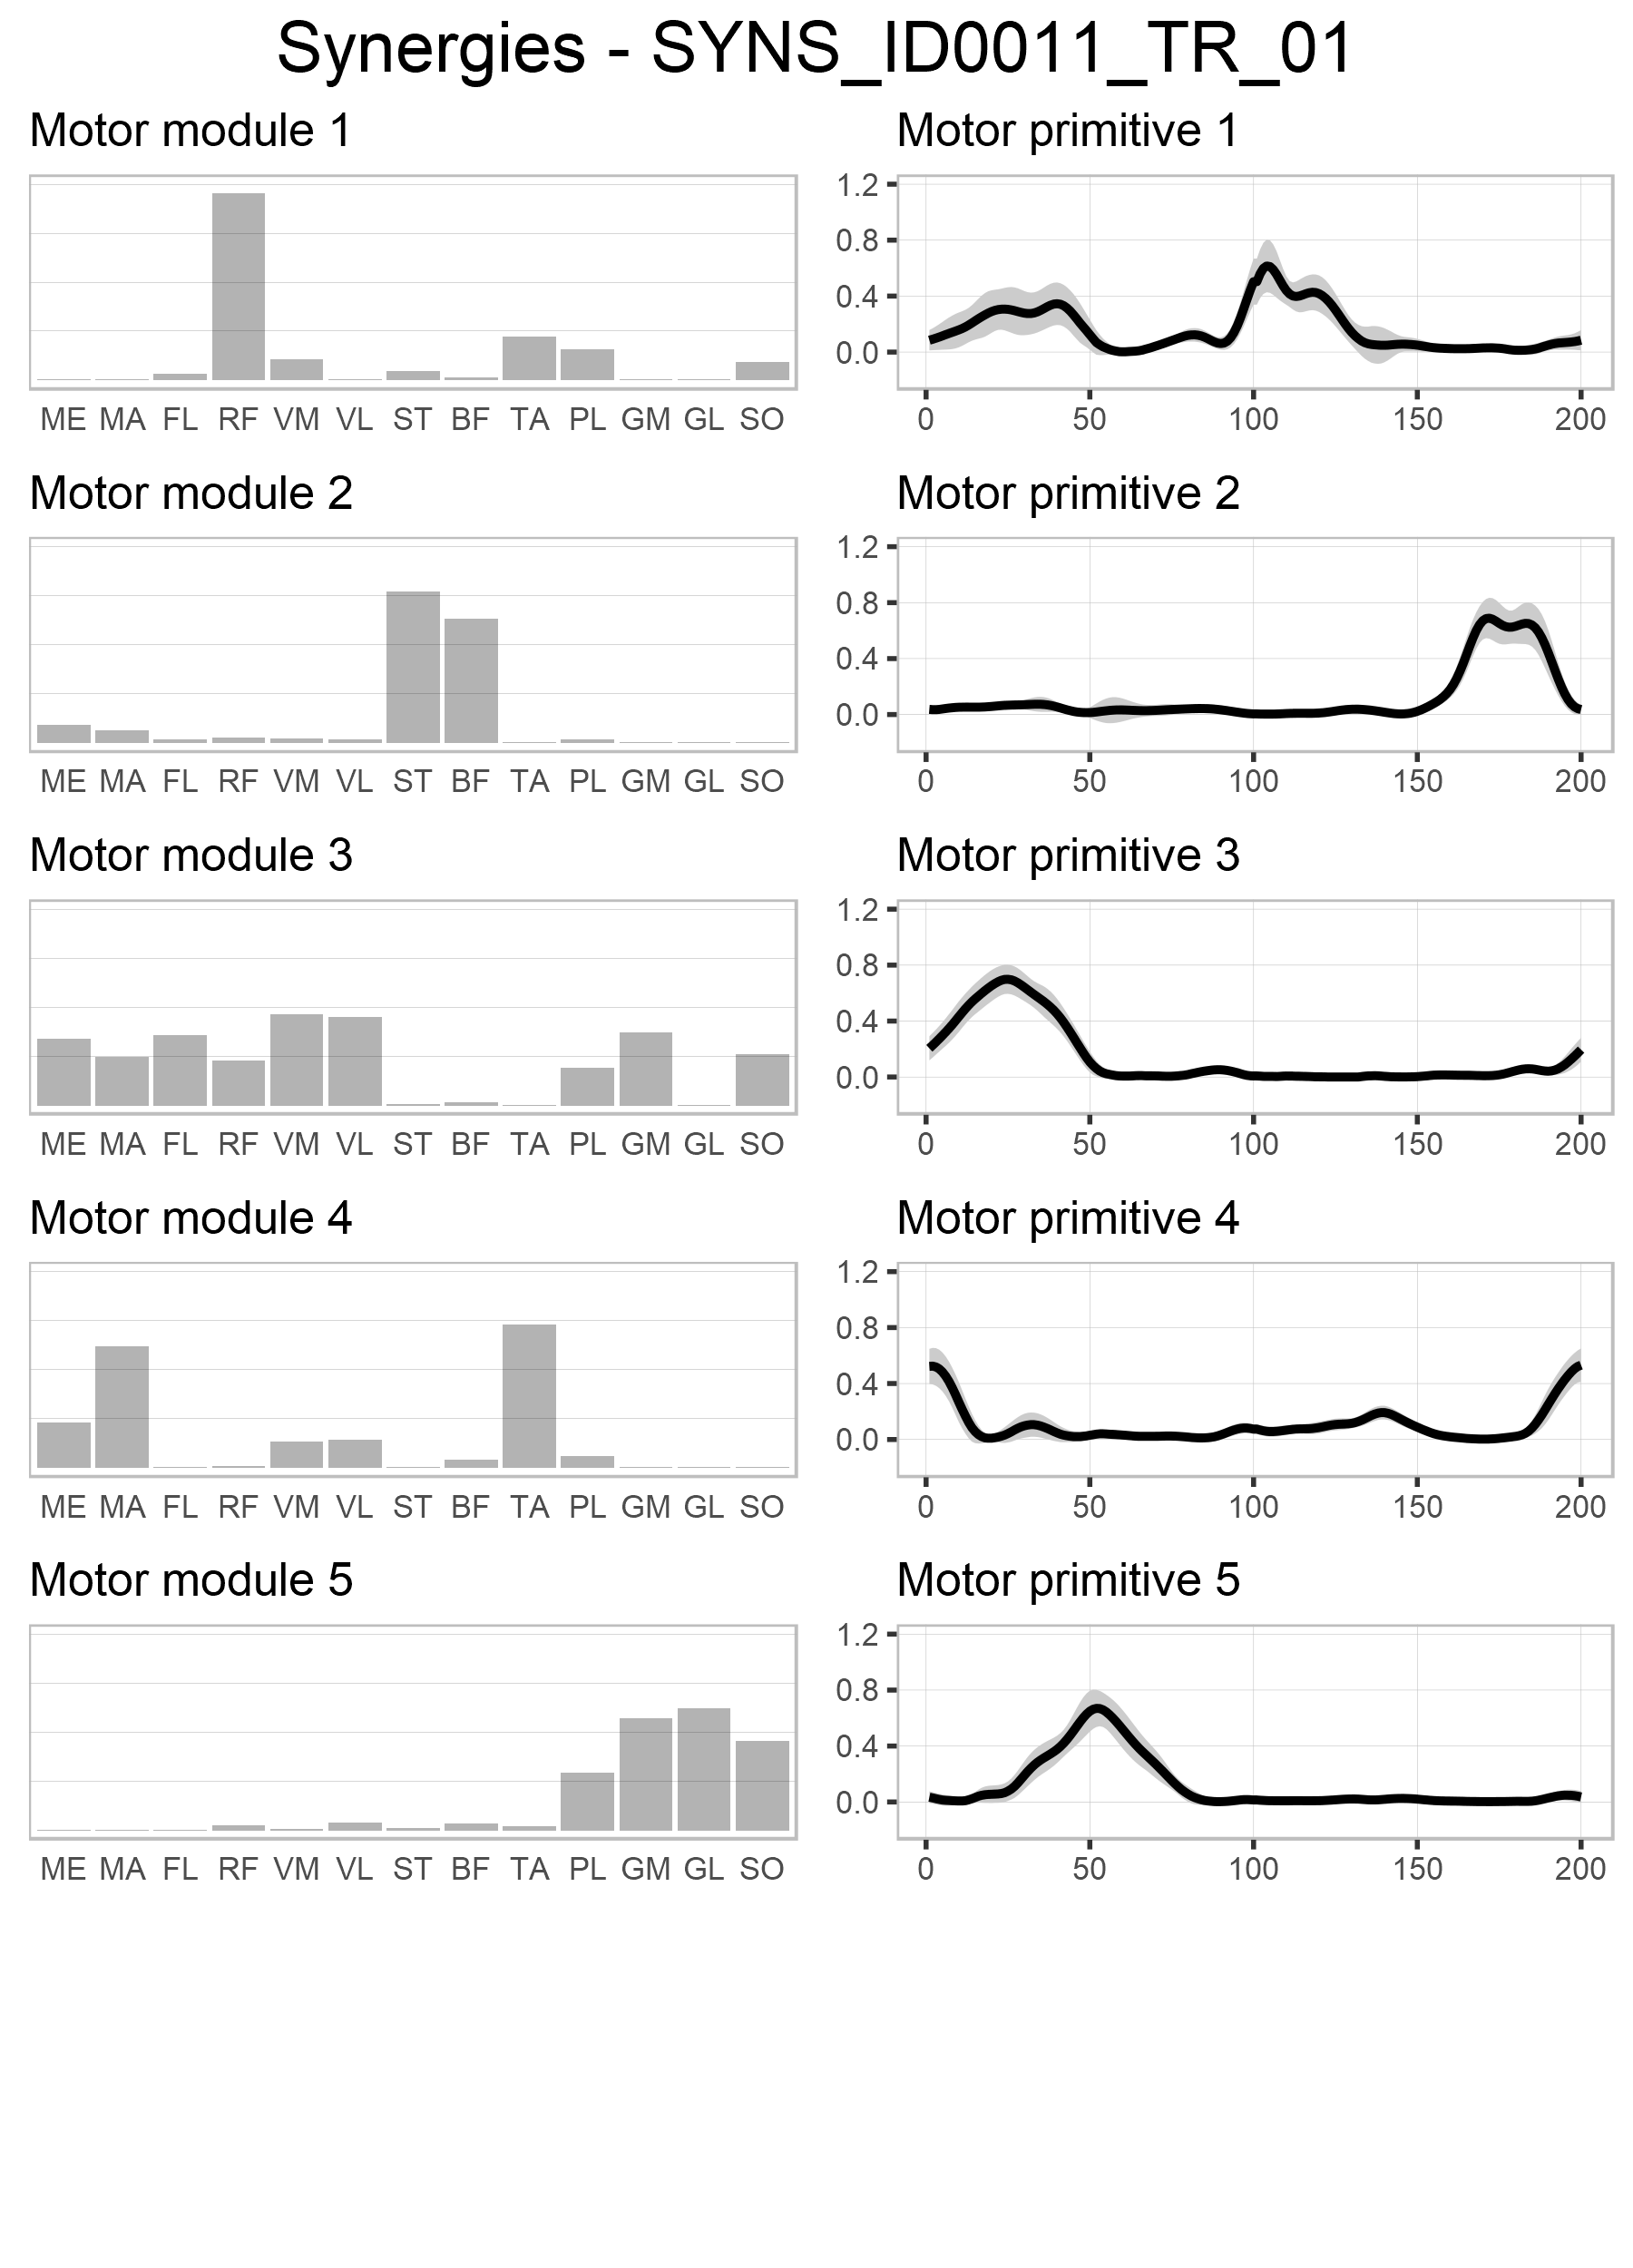 Synergies - SYNS_ID0011_TR_01
Motor module 1
Motor primitive 1
1.2
0.8
0.4
0.0
ME MA FL RF VM VL ST BF TA PL GM GL SO
0 50 100 150 200
Motor module 2
Motor primitive 2
1.2
0.8
0.4
0.0
ME MA FL RF VM VL ST BF TA PL GM GL SO
0 50 100 150 200
Motor module 3
Motor primitive 3
1.2
0.8
0.4
0.0
ME MA FL RF VM VL ST BF TA PL GM GL SO
0 50 100 150 200
Motor module 4
Motor primitive 4
1.2
0.8
0.4
0.0
ME MA FL RF VM VL ST BF TA PL GM GL SO
0 50 100 150 200
Motor module 5
Motor primitive 5
1.2
0.8
0.4
0.0
ME MA FL RF VM VL ST BF TA PL GM GL SO
0 50 100 150 200